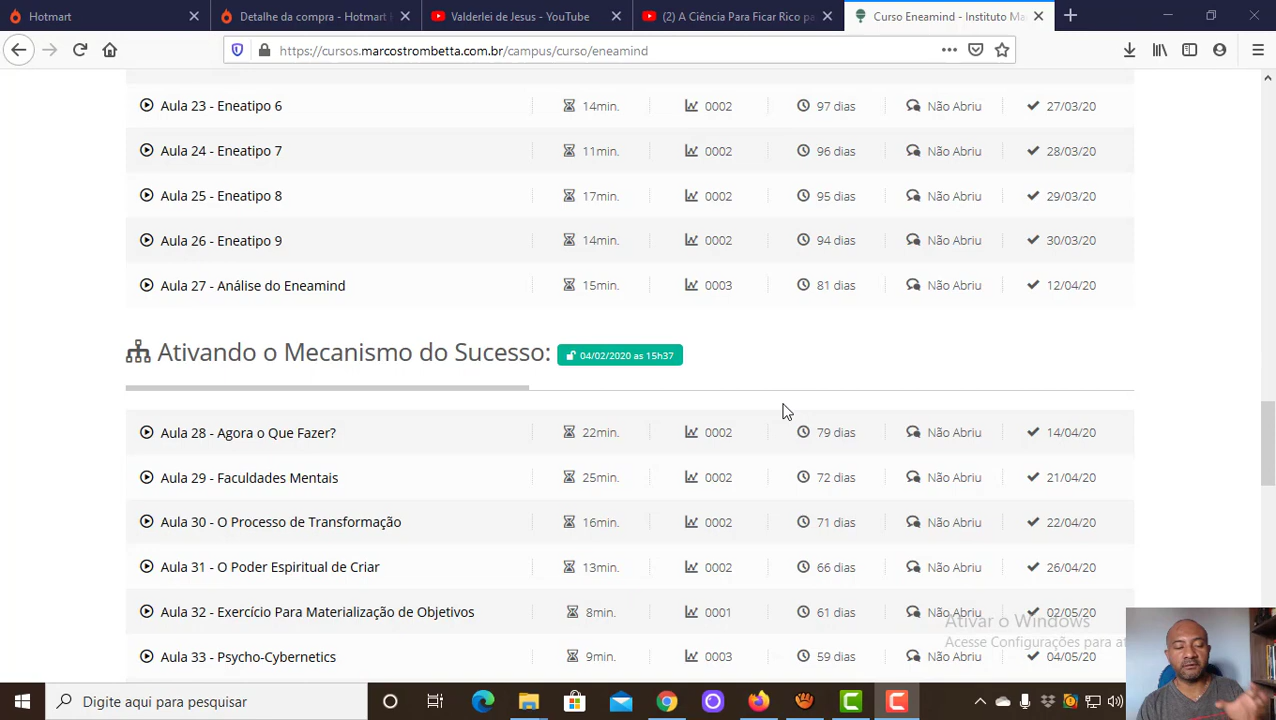 Hotmart
Detalhe da compra - Hotmart
Valderlei de Jesus - YouTube
(2) A Ciência Para Ficar Rico pa
Curso Eneamind - Instituto Ma
https://cursos.marcostrombetta.com.br/campus/curso/eneamind
Aula 23 - Eneatipo 6 14min. 0002 97 dias Não Abriu 27/03/20
Aula 24 - Eneatipo 7 11min. 0002 96 dias Não Abriu 28/03/20
Aula 25 - Eneatipo 8 17min. 0002 95 dias Não Abriu 29/03/20
Aula 26 - Eneatipo 9 14min. 0002 94 dias Não Abriu 30/03/20
Aula 27 - Análise do Eneamind 15min. 0003 81 dias Não Abriu 12/04/20
Ativando o Mecanismo do Sucesso: 04/02/2020 as 15h37
Aula 28 - Agora o Que Fazer? 22min. 0002 79 dias Não Abriu 14/04/20
Aula 29 - Faculdades Mentais 25min. 0002 72 dias Não Abriu 21/04/20
Aula 30 - O Processo de Transformação 16min. 0002 71 dias Não Abriu 22/04/20
Aula 31 - O Poder Espiritual de Criar 13min. 0002 66 dias Não Abriu 26/04/20
Aula 32 - Exercício Para Materialização de Objetivos 8min. 0001 61 dias Não Abriu 02/05/20
Ativar o Windows
Acesse Configurações para at
Aula 33 - Psycho-Cybernetics 9min. 0003 59 dias Não Abriu 04/05/20
Digite aqui para pesquisar